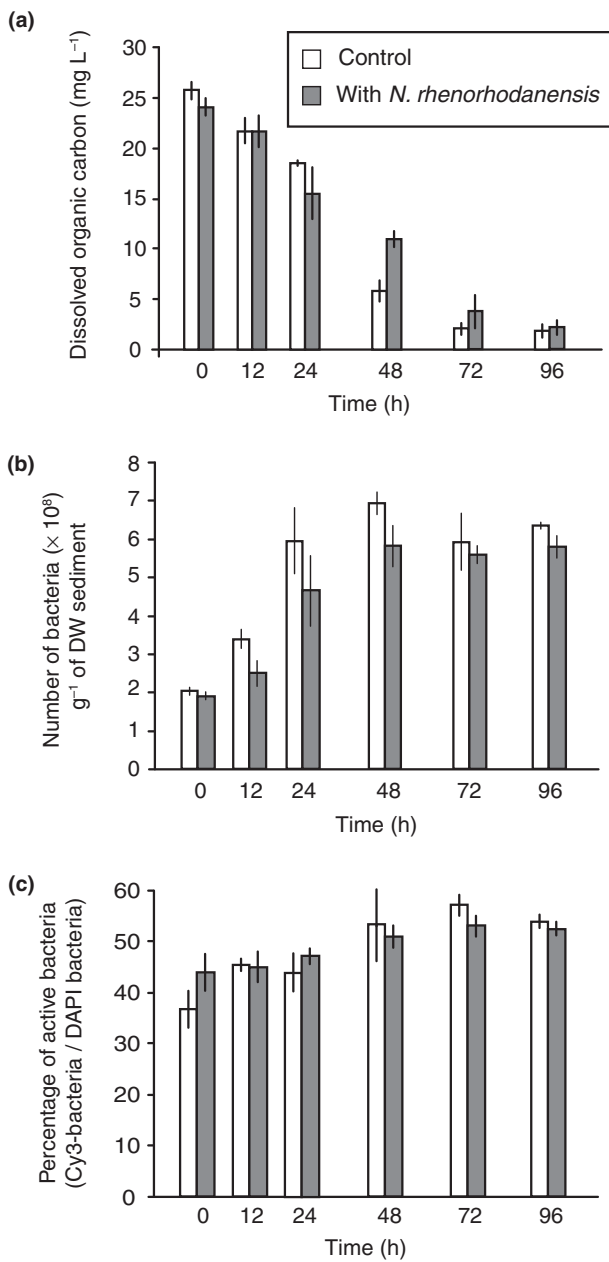 (a)
Control
With N. rhenorhodanensis
Dissolved organic carbon (mg L⁻¹)
30
25
20
15
10
5
0
0 12 24 48 72 96
Time (h)
(b)
Number of bacteria (× 10⁸)
g⁻¹ of DW sediment
8
7
6
5
4
3
2
1
0
0 12 24 48 72 96
Time (h)
(c)
Percentage of active bacteria
(Cy3-bacteria / DAPI bacteria)
60
50
40
30
20
10
0
0 12 24 48 72 96
Time (h)